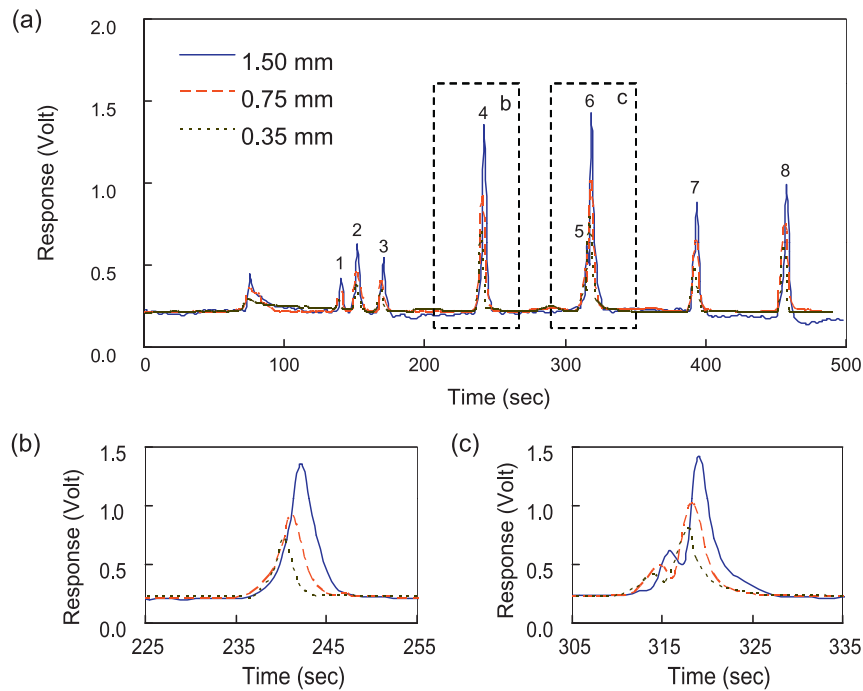 (a)
2.0
1.5
1.0
0.5
0.0
Response (Volt)
1.50 mm
0.75 mm
0.35 mm
1
2
3
4
b
5
6
c
7
8
0 100 200 300 400 500
Time (sec)
(b)
1.5
1.0
0.5
0.0
Response (Volt)
225 235 245 255
Time (sec)
(c)
1.5
1.0
0.5
0.0
Response (Volt)
305 315 325 335
Time (sec)